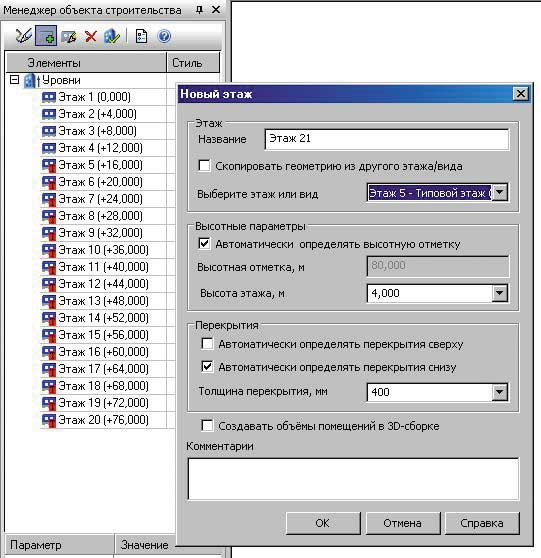 Менеджер объекта строительства
Элементы Стиль
Уровни
Этаж 1 (0,000)
Этаж 2 (+4,000)
Этаж 3 (+8,000)
Этаж 4 (+12,000)
Этаж 5 (+16,000)
Этаж 6 (+20,000)
Этаж 7 (+24,000)
Этаж 8 (+28,000)
Этаж 9 (+32,000)
Этаж 10 (+36,000)
Этаж 11 (+40,000)
Этаж 12 (+44,000)
Этаж 13 (+48,000)
Этаж 14 (+52,000)
Этаж 15 (+56,000)
Этаж 16 (+60,000)
Этаж 17 (+64,000)
Этаж 18 (+68,000)
Этаж 19 (+72,000)
Этаж 20 (+76,000)
Параметр Значение
Новый этаж
Этаж
Название Этаж 21
Скопировать геометрию из другого этажа/вида
Выберите этаж или вид Этаж 5 - Типовой этаж
Высотные параметры
Автоматически определять высотную отметку
Высотная отметка, м 80,000
Высота этажа, м 4,000
Перекрытия
Автоматически определять перекрытия сверху
Автоматически определять перекрытия снизу
Толщина перекрытия, мм 400
Создавать объёмы помещений в 3D-сборке
Комментарии
ОК Отмена Справка